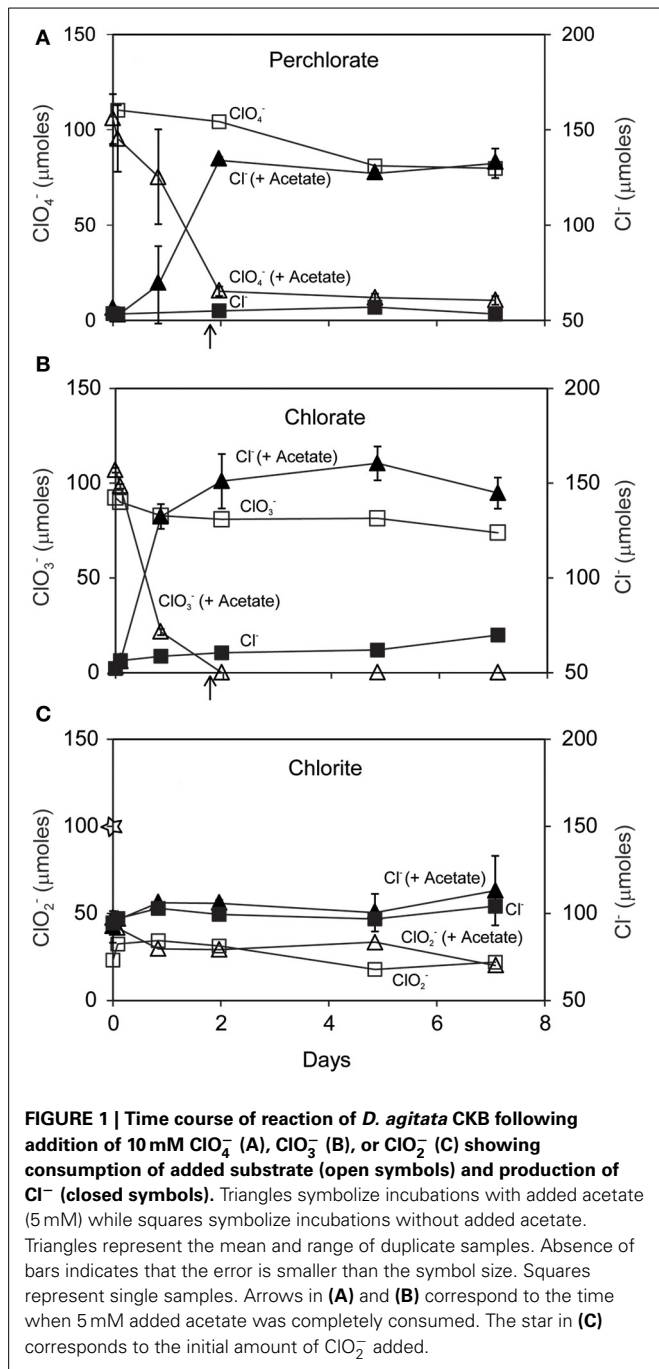 A
150
200
Perchlorate
ClO₄⁻
100
150
Cl⁻ (+ Acetate)
ClO₄⁻ (µmoles)
Cl⁻ (µmoles)
50
100
ClO₄⁻ (+ Acetate)
Cl⁻
0
50
B
150
200
Chlorate
Cl⁻ (+ Acetate)
100
150
ClO₃⁻
ClO₃⁻ (µmoles)
Cl⁻ (µmoles)
50
100
ClO₃⁻ (+ Acetate)
Cl⁻
0
50
C
150
200
Chlorite
100
150
ClO₂⁻ (µmoles)
Cl⁻ (µmoles)
Cl⁻ (+ Acetate)
Cl⁻
50
100
ClO₂⁻ (+ Acetate)
ClO₂⁻
0
50
0 2 4 6 8
Days
FIGURE 1 | Time course of reaction of D. agitata CKB following
addition of 10 mM ClO₄⁻ (A), ClO₃⁻ (B), or ClO₂⁻ (C) showing
consumption of added substrate (open symbols) and production of
Cl⁻ (closed symbols). Triangles symbolize incubations with added acetate
(5 mM) while squares symbolize incubations without added acetate.
Triangles represent the mean and range of duplicate samples. Absence of
bars indicates that the error is smaller than the symbol size. Squares
represent single samples. Arrows in (A) and (B) correspond to the time
when 5 mM added acetate was completely consumed. The star in (C)
corresponds to the initial amount of ClO₂⁻ added.